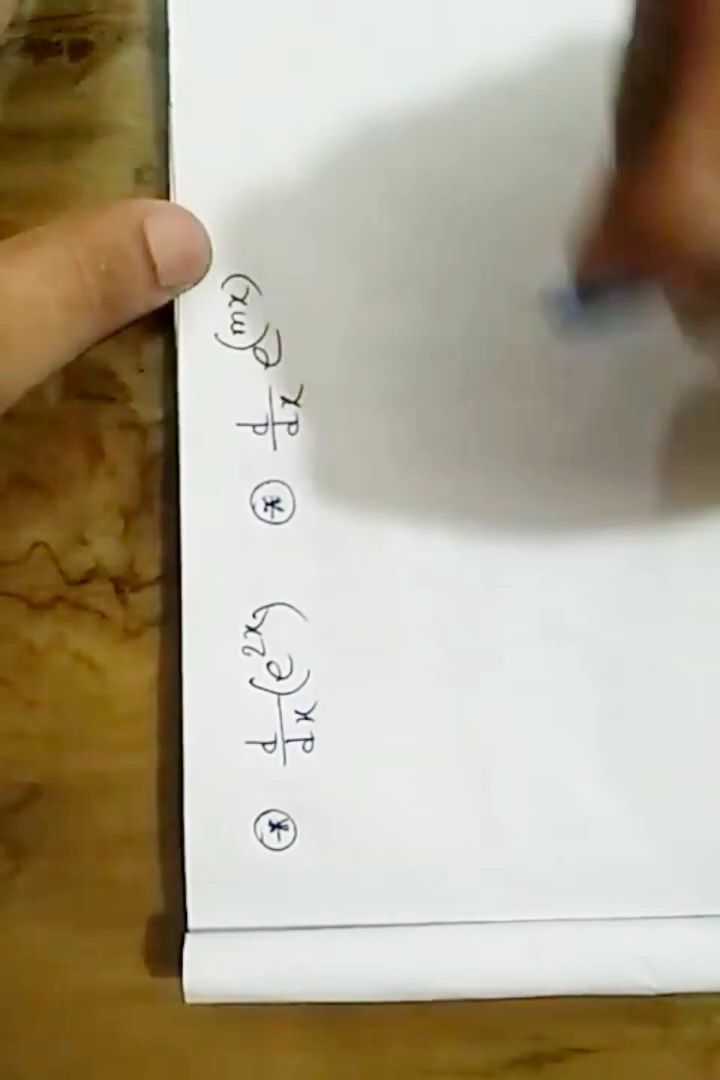 ⊛ d/dx (e^2x) ⊛ d/dx e^(mx)